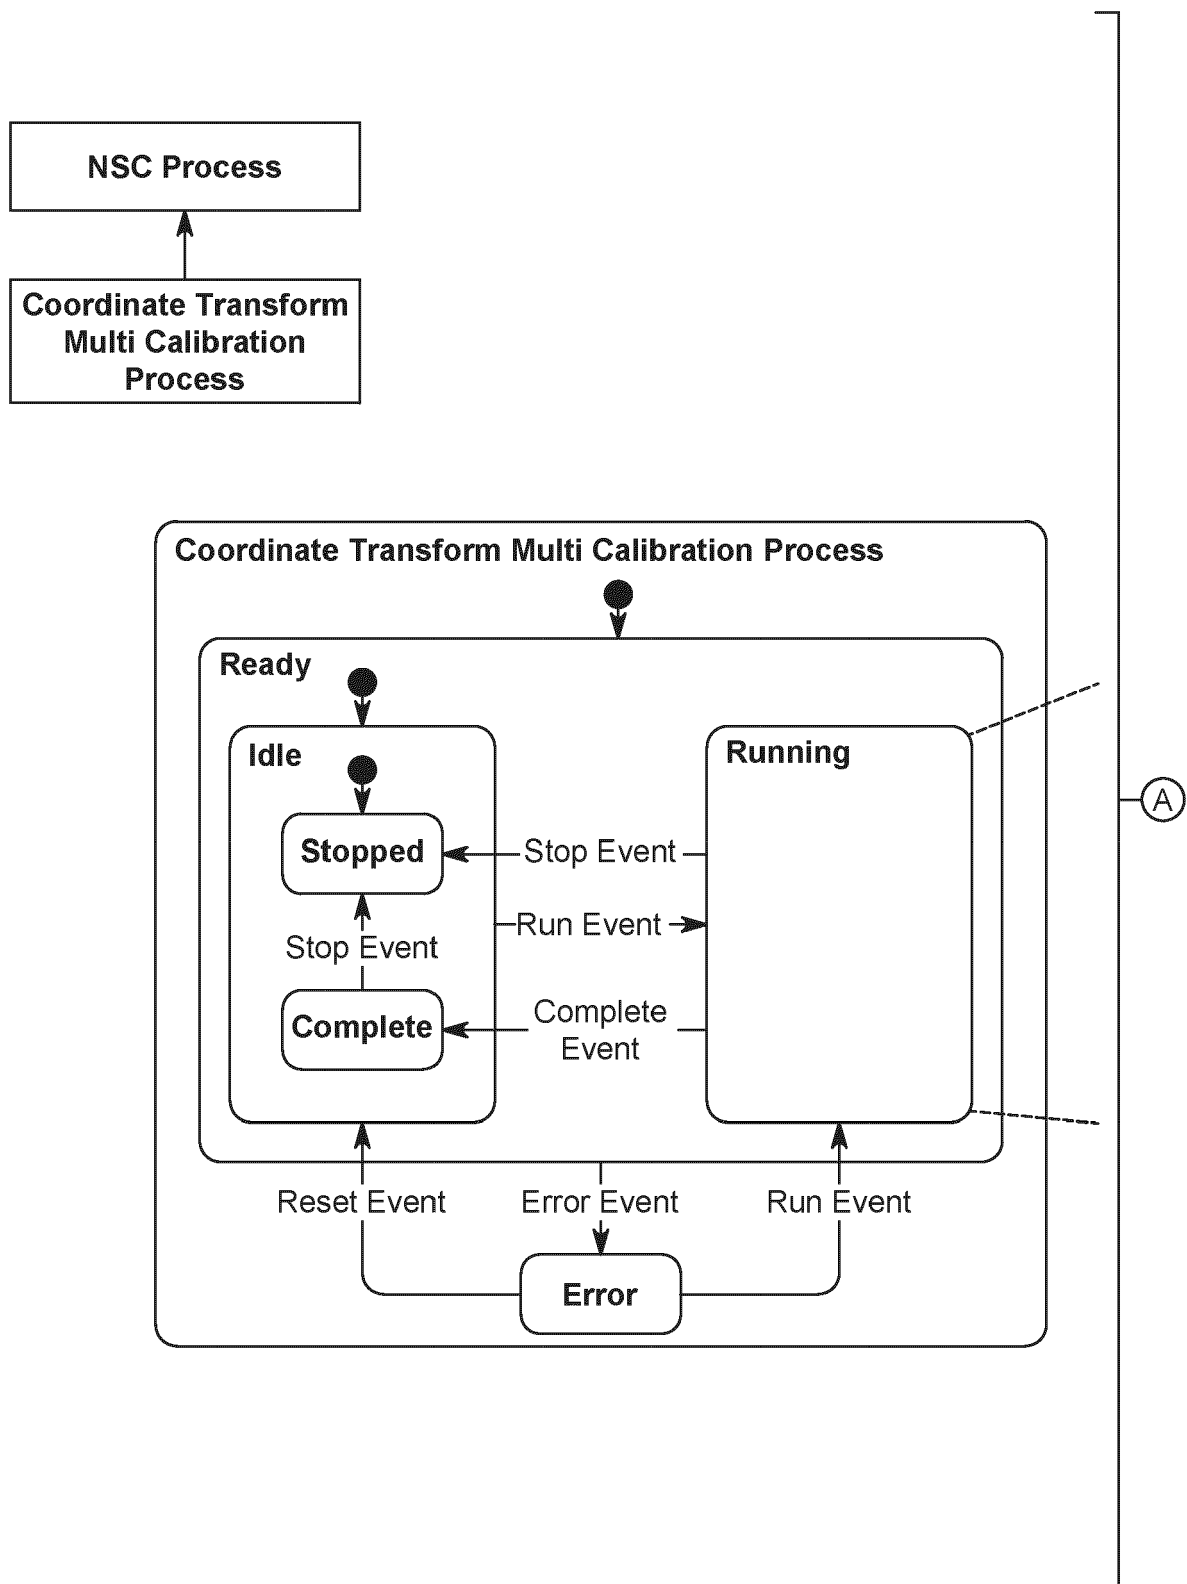 NSC Process
Coordinate Transform
Multi Calibration
Process
Coordinate Transform Multi Calibration Process
Ready
Idle
Running
A
Stopped
Stop Event
Run Event
Stop Event
Complete
Complete
Event
Reset Event
Error Event
Run Event
Error